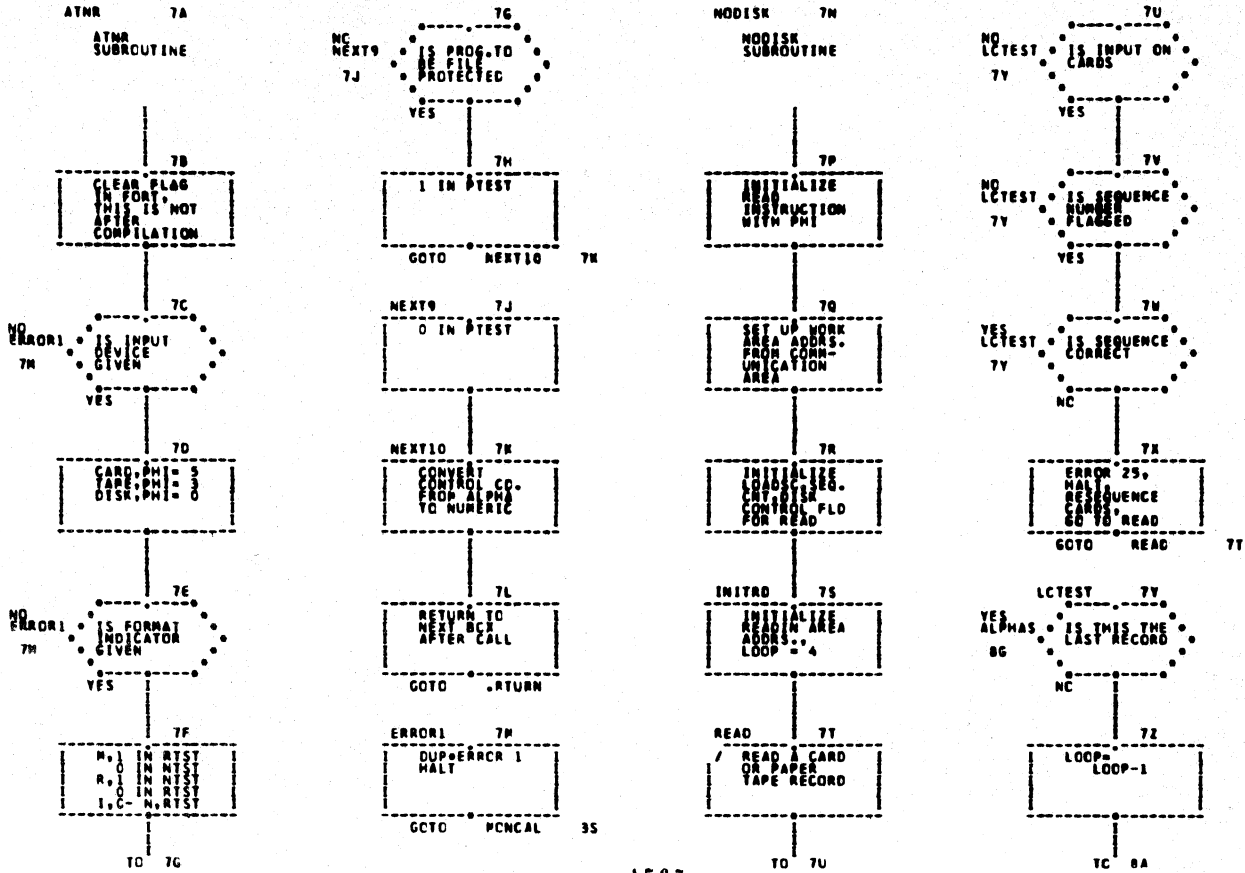 ATNR 7A
ATNR
SUBROUTINE
7B
CLEAR FLAG
IN FORT,
THIS IS NOT
AFTER
COMPILATION
7C
NO
ERROR1
7M
IS INPUT
DEVICE
GIVEN
YES
7D
CARD,PHI= 5
TAPE,PHI= 3
DISK,PHI= 0
7E
NO
ERROR1
7M
IS FORMAT
INDICATOR
GIVEN
YES
7F
M,1 IN RTST
0 IN NTST
R,1 IN NTST
0 IN RTST
I,C- N,RTST
TO 7G
7G
NC
NEXT9
7J
IS PROG.TO
BE FILE
PROTECTED
YES
7H
1 IN PTEST
GOTO NEXT10 7K
NEXT9 7J
0 IN PTEST
NEXT10 7K
CONVERT
CONTROL CD.
FROM ALPHA
TO NUMERIC
7L
RETURN TO
NEXT BCX
AFTER CALL
GOTO .RTURN
ERROR1 7M
DUP*ERRCR 1
HALT
GCTO MCNCAL 3S
NODISK 7N
NODISK
SUBROUTINE
7P
INITIALIZE
READ
INSTRUCTION
WITH PHI
7Q
SET UP WORK
AREA ADDRS.
FROM COMM-
UNICATION
AREA
7R
INITIALIZE
LOADSC,SEQ.
CNT,DISK
CONTROL FLD
FOR READ
INITRD 7S
INITIALIZE
READIN AREA
ADDRS.,
LOOP = 4
READ 7T
/ READ A CARD
OR PAPER
TAPE RECORD
TO 7U
7U
NO
LCTEST
7Y
IS INPUT ON
CARDS
YES
7V
NO
LCTEST
7Y
IS SEQUENCE
NUMBER
FLAGGED
YES
7W
YES
LCTEST
7Y
IS SEQUENCE
CORRECT
NC
7X
ERROR 25,
HALT,
RESEQUENCE
CARDS,
GO TO READ
GOTO READ 7T
LCTEST 7Y
YES
ALPHAS
8G
IS THIS THE
LAST RECORD
NC
7Z
LOOP=
LOOP-1
TC 8A